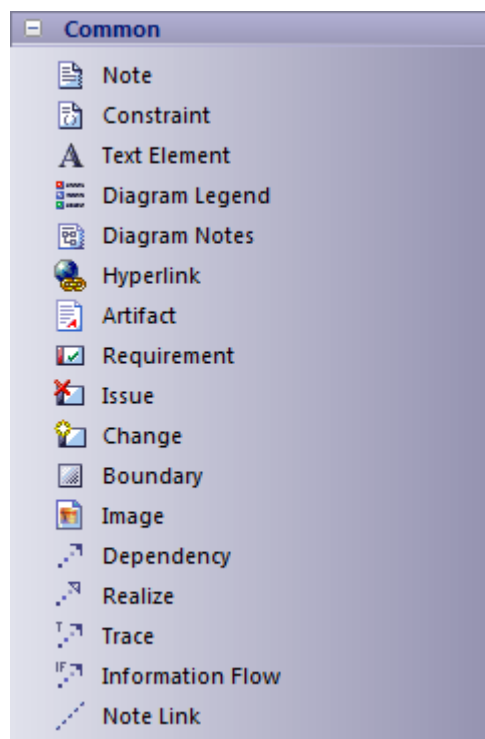 Common
Note
Constraint
Text Element
Diagram Legend
Diagram Notes
Hyperlink
Artifact
Requirement
Issue
Change
Boundary
Image
Dependency
Realize
T Trace
IF Information Flow
Note Link